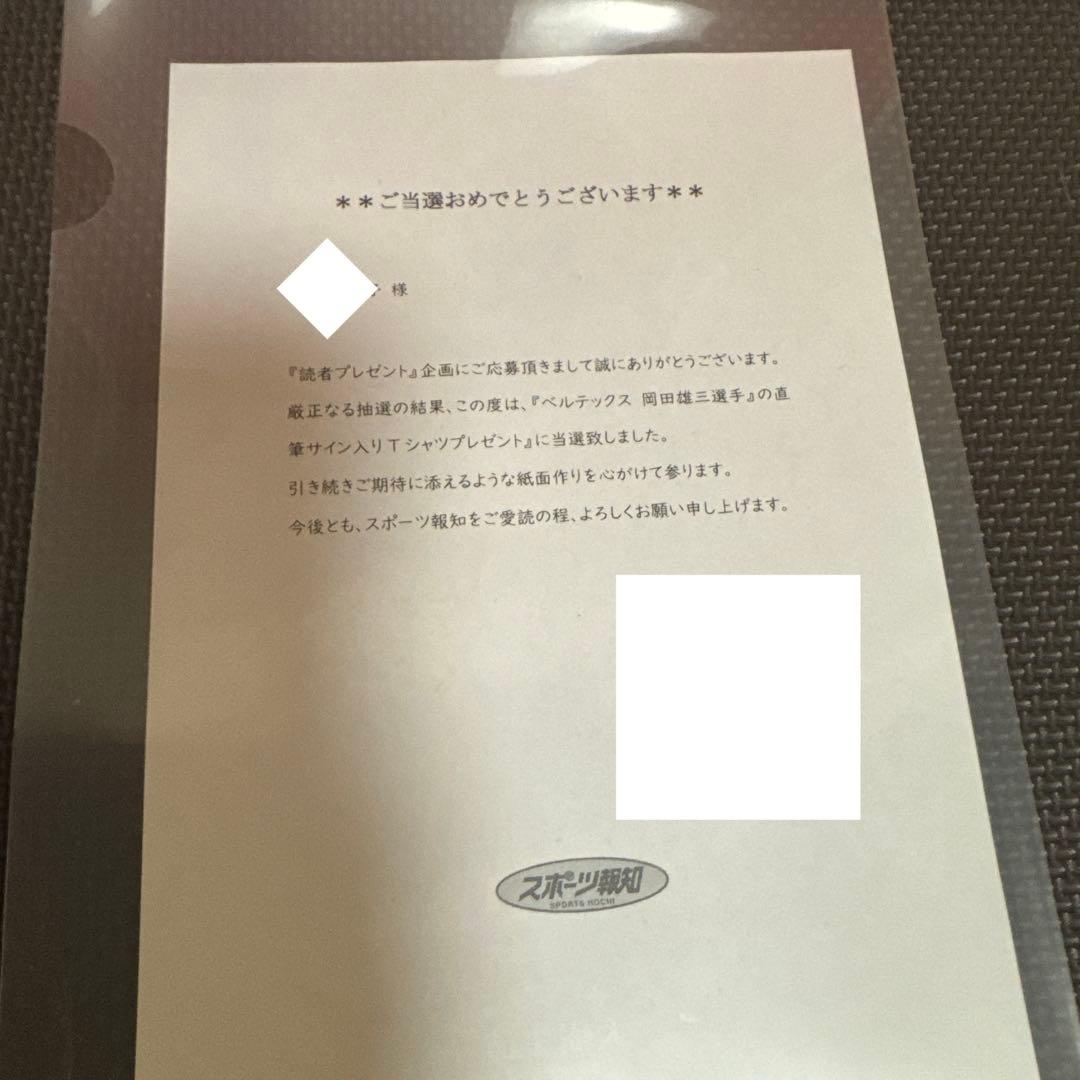 ＊＊ご当選おめでとうございます＊＊
様
『読者プレゼント』企画にご応募頂きまして誠にありがとうございます。
厳正なる抽選の結果、この度は、『ベルテックス 岡田雄三選手』の直
筆サイン入りTシャツプレゼント』に当選致しました。
引き続きご期待に添えるような紙面作りを心がけて参ります。
今後とも、スポーツ報知をご愛読の程、よろしくお願い申し上げます。
スポーツ報知
SPORTS HOCHI